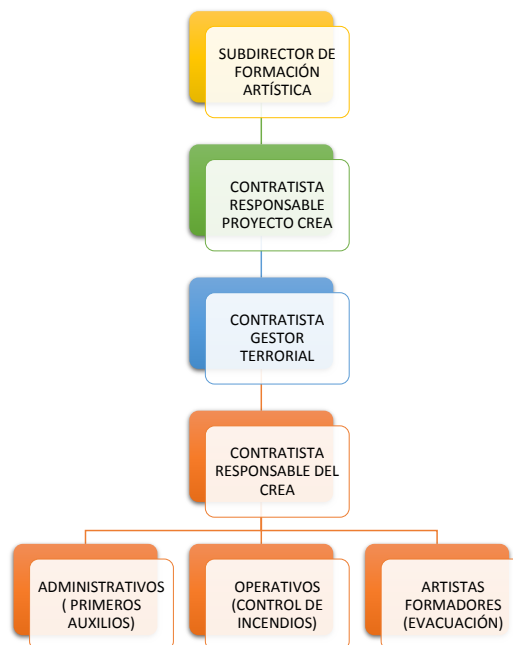 SUBDIRECTOR DE
FORMACIÓN
ARTÍSTICA
CONTRATISTA
RESPONSABLE
PROYECTO CREA
CONTRATISTA
GESTOR
TERRORIAL
CONTRATISTA
RESPONSABLE DEL
CREA
ADMINISTRATIVOS
( PRIMEROS
AUXILIOS)
OPERATIVOS
(CONTROL DE
INCENDIOS)
ARTISTAS
FORMADORES
(EVACUACIÓN)